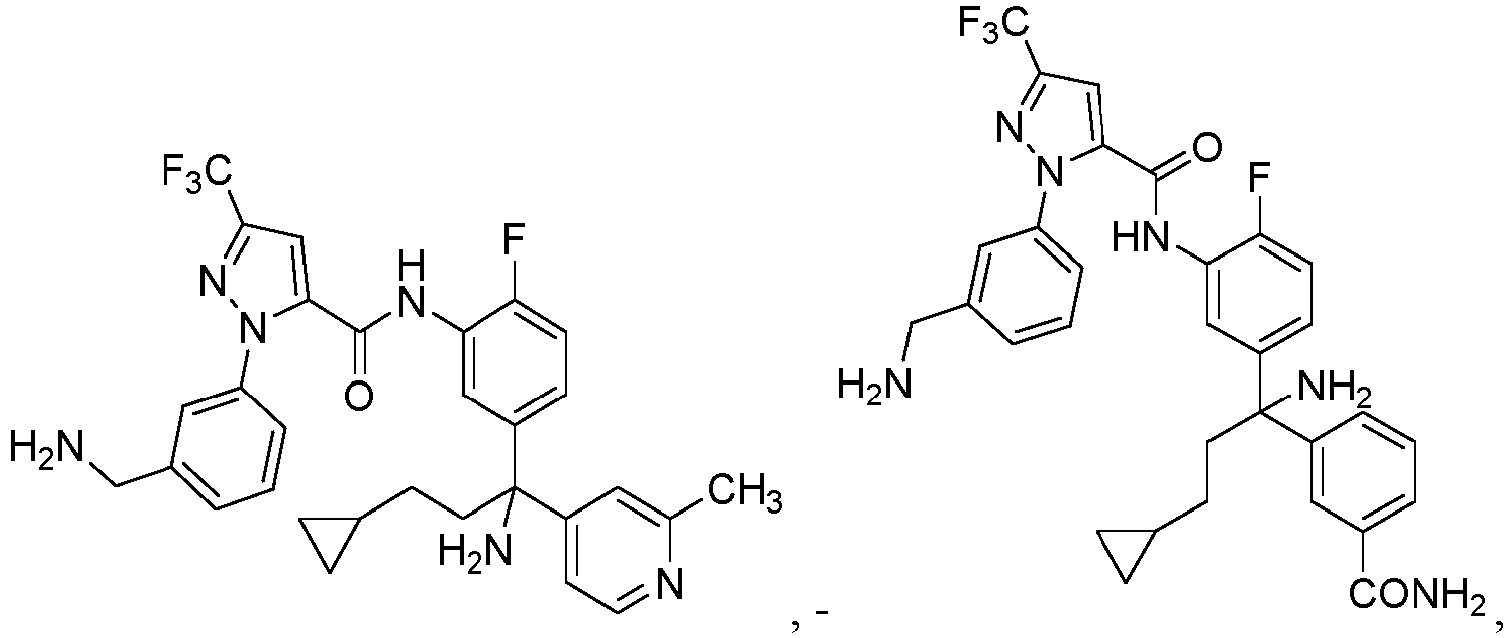 F₃C
N
N
H
N
O
F
H₂N
H₂N
CH₃
N
, -
F₃C
N
N
O
HN
F
H₂N
NH₂
CONH₂
,